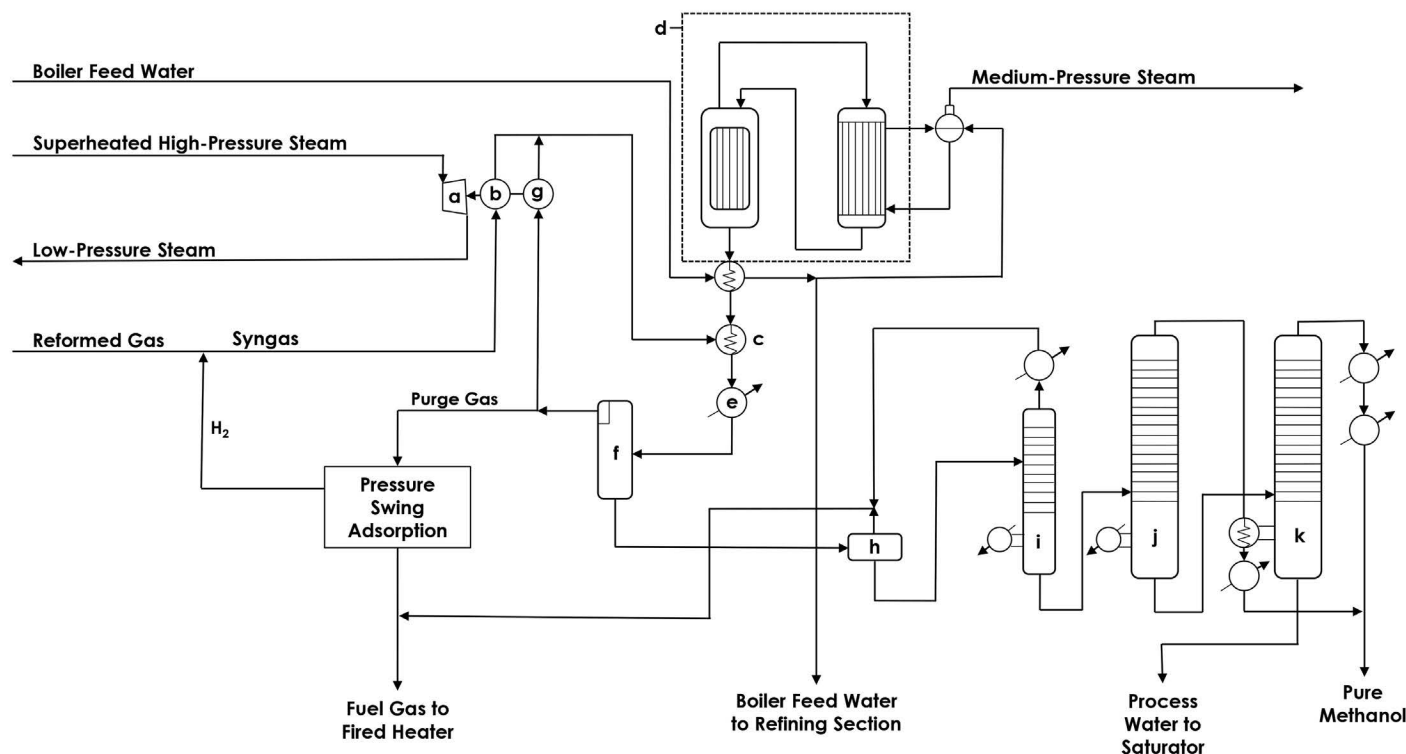 d
Boiler Feed Water
Medium-Pressure Steam
Superheated High-Pressure Steam
a
b
g
Low-Pressure Steam
Reformed Gas
Syngas
c
Purge Gas
e
H₂
f
Pressure
Swing
Adsorption
h
i
j
k
Fuel Gas to
Fired Heater
Boiler Feed Water
to Refining Section
Process
Water to
Saturator
Pure
Methanol